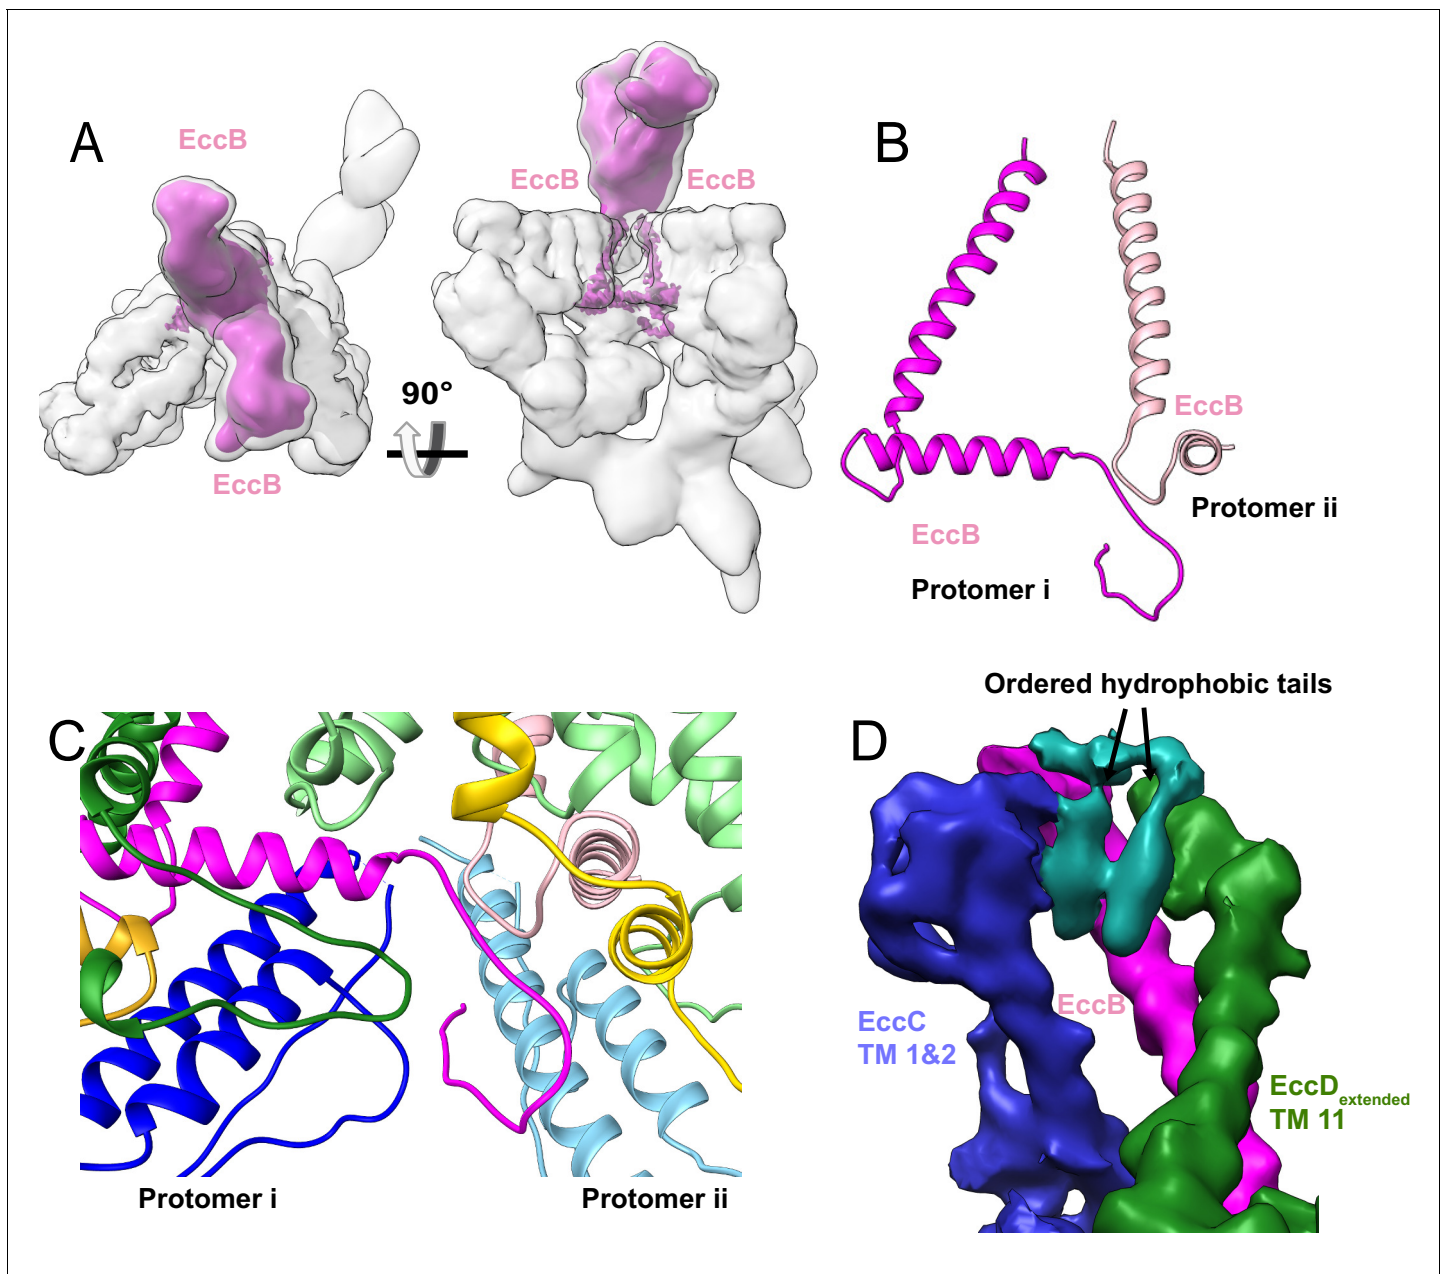 A
EccB
EccB
90°
EccB
EccB
B
EccB
Protomer ii
EccB
Protomer i
C
Protomer i
Protomer ii
Ordered hydrophobic tails
D
EccB
EccC
TM 1&2
EccDextended
TM 11